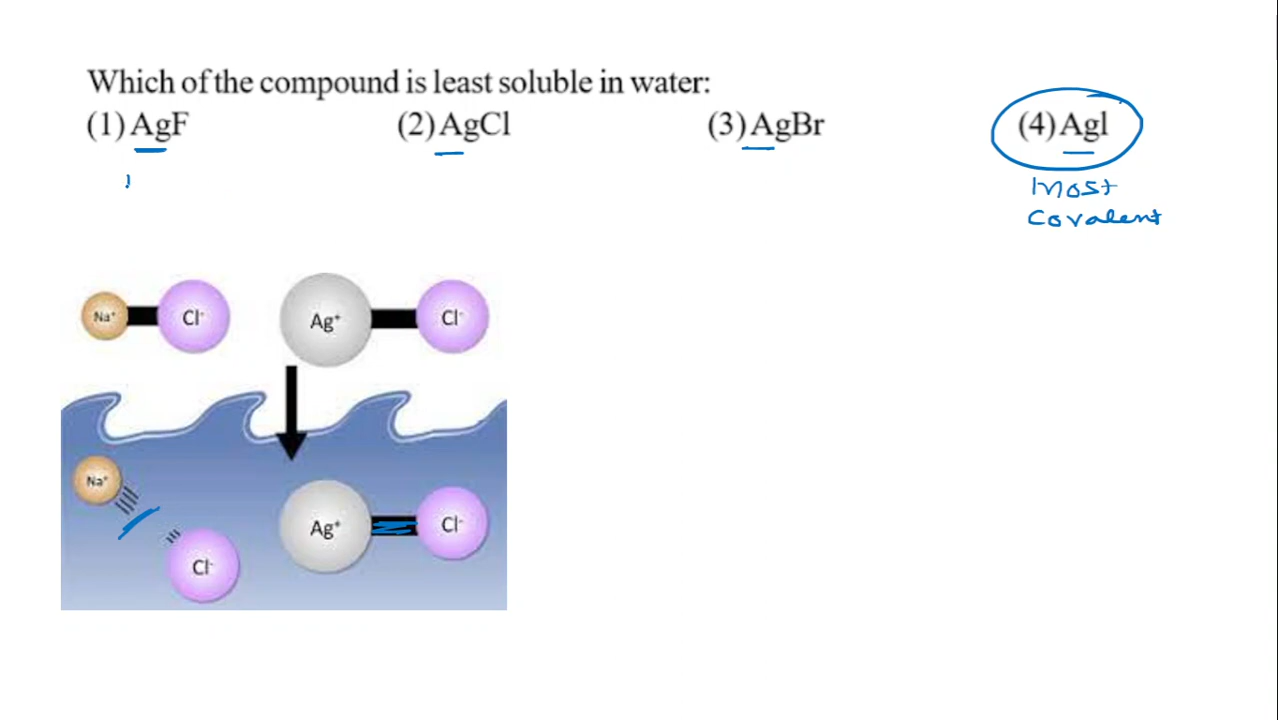 Which of the compound is least soluble in water:
(1) AgF (2) AgCl (3) AgBr (4) Agl
Most
Covalent
Na⁺ Cl⁻ Ag⁺ Cl⁻
Na⁺
Ag⁺ Cl⁻
Cl⁻